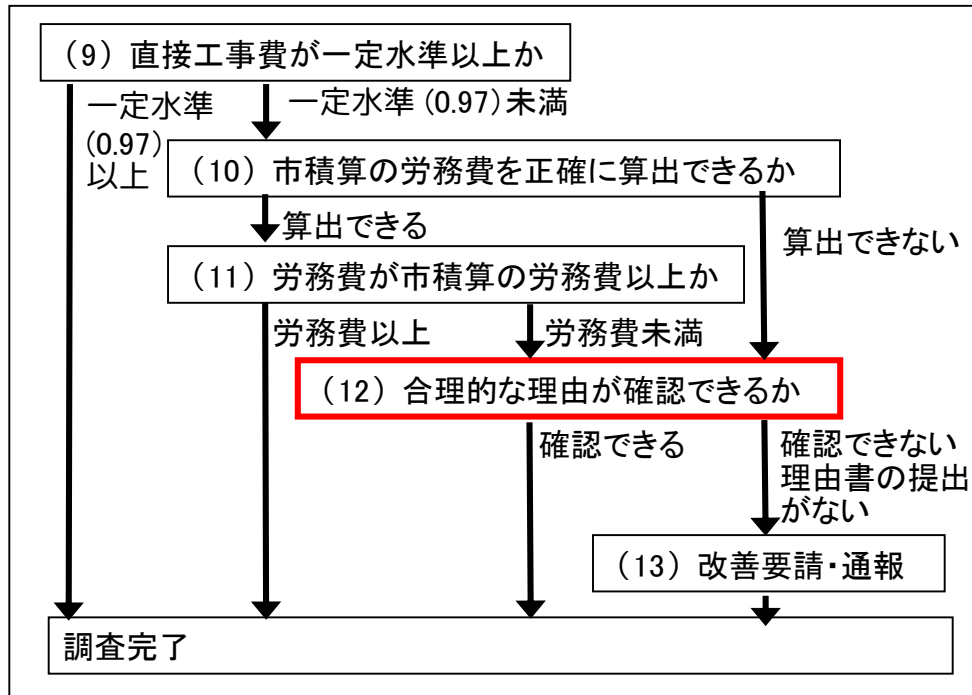 （9）直接工事費が一定水準以上か
一定水準
(0.97)
以上
一定水準(0.97)未満
（10）市積算の労務費を正確に算出できるか
算出できる
算出できない
（11）労務費が市積算の労務費以上か
労務費以上
労務費未満
（12）合理的な理由が確認できるか
確認できる
確認できない
理由書の提出
がない
（13）改善要請・通報
調査完了